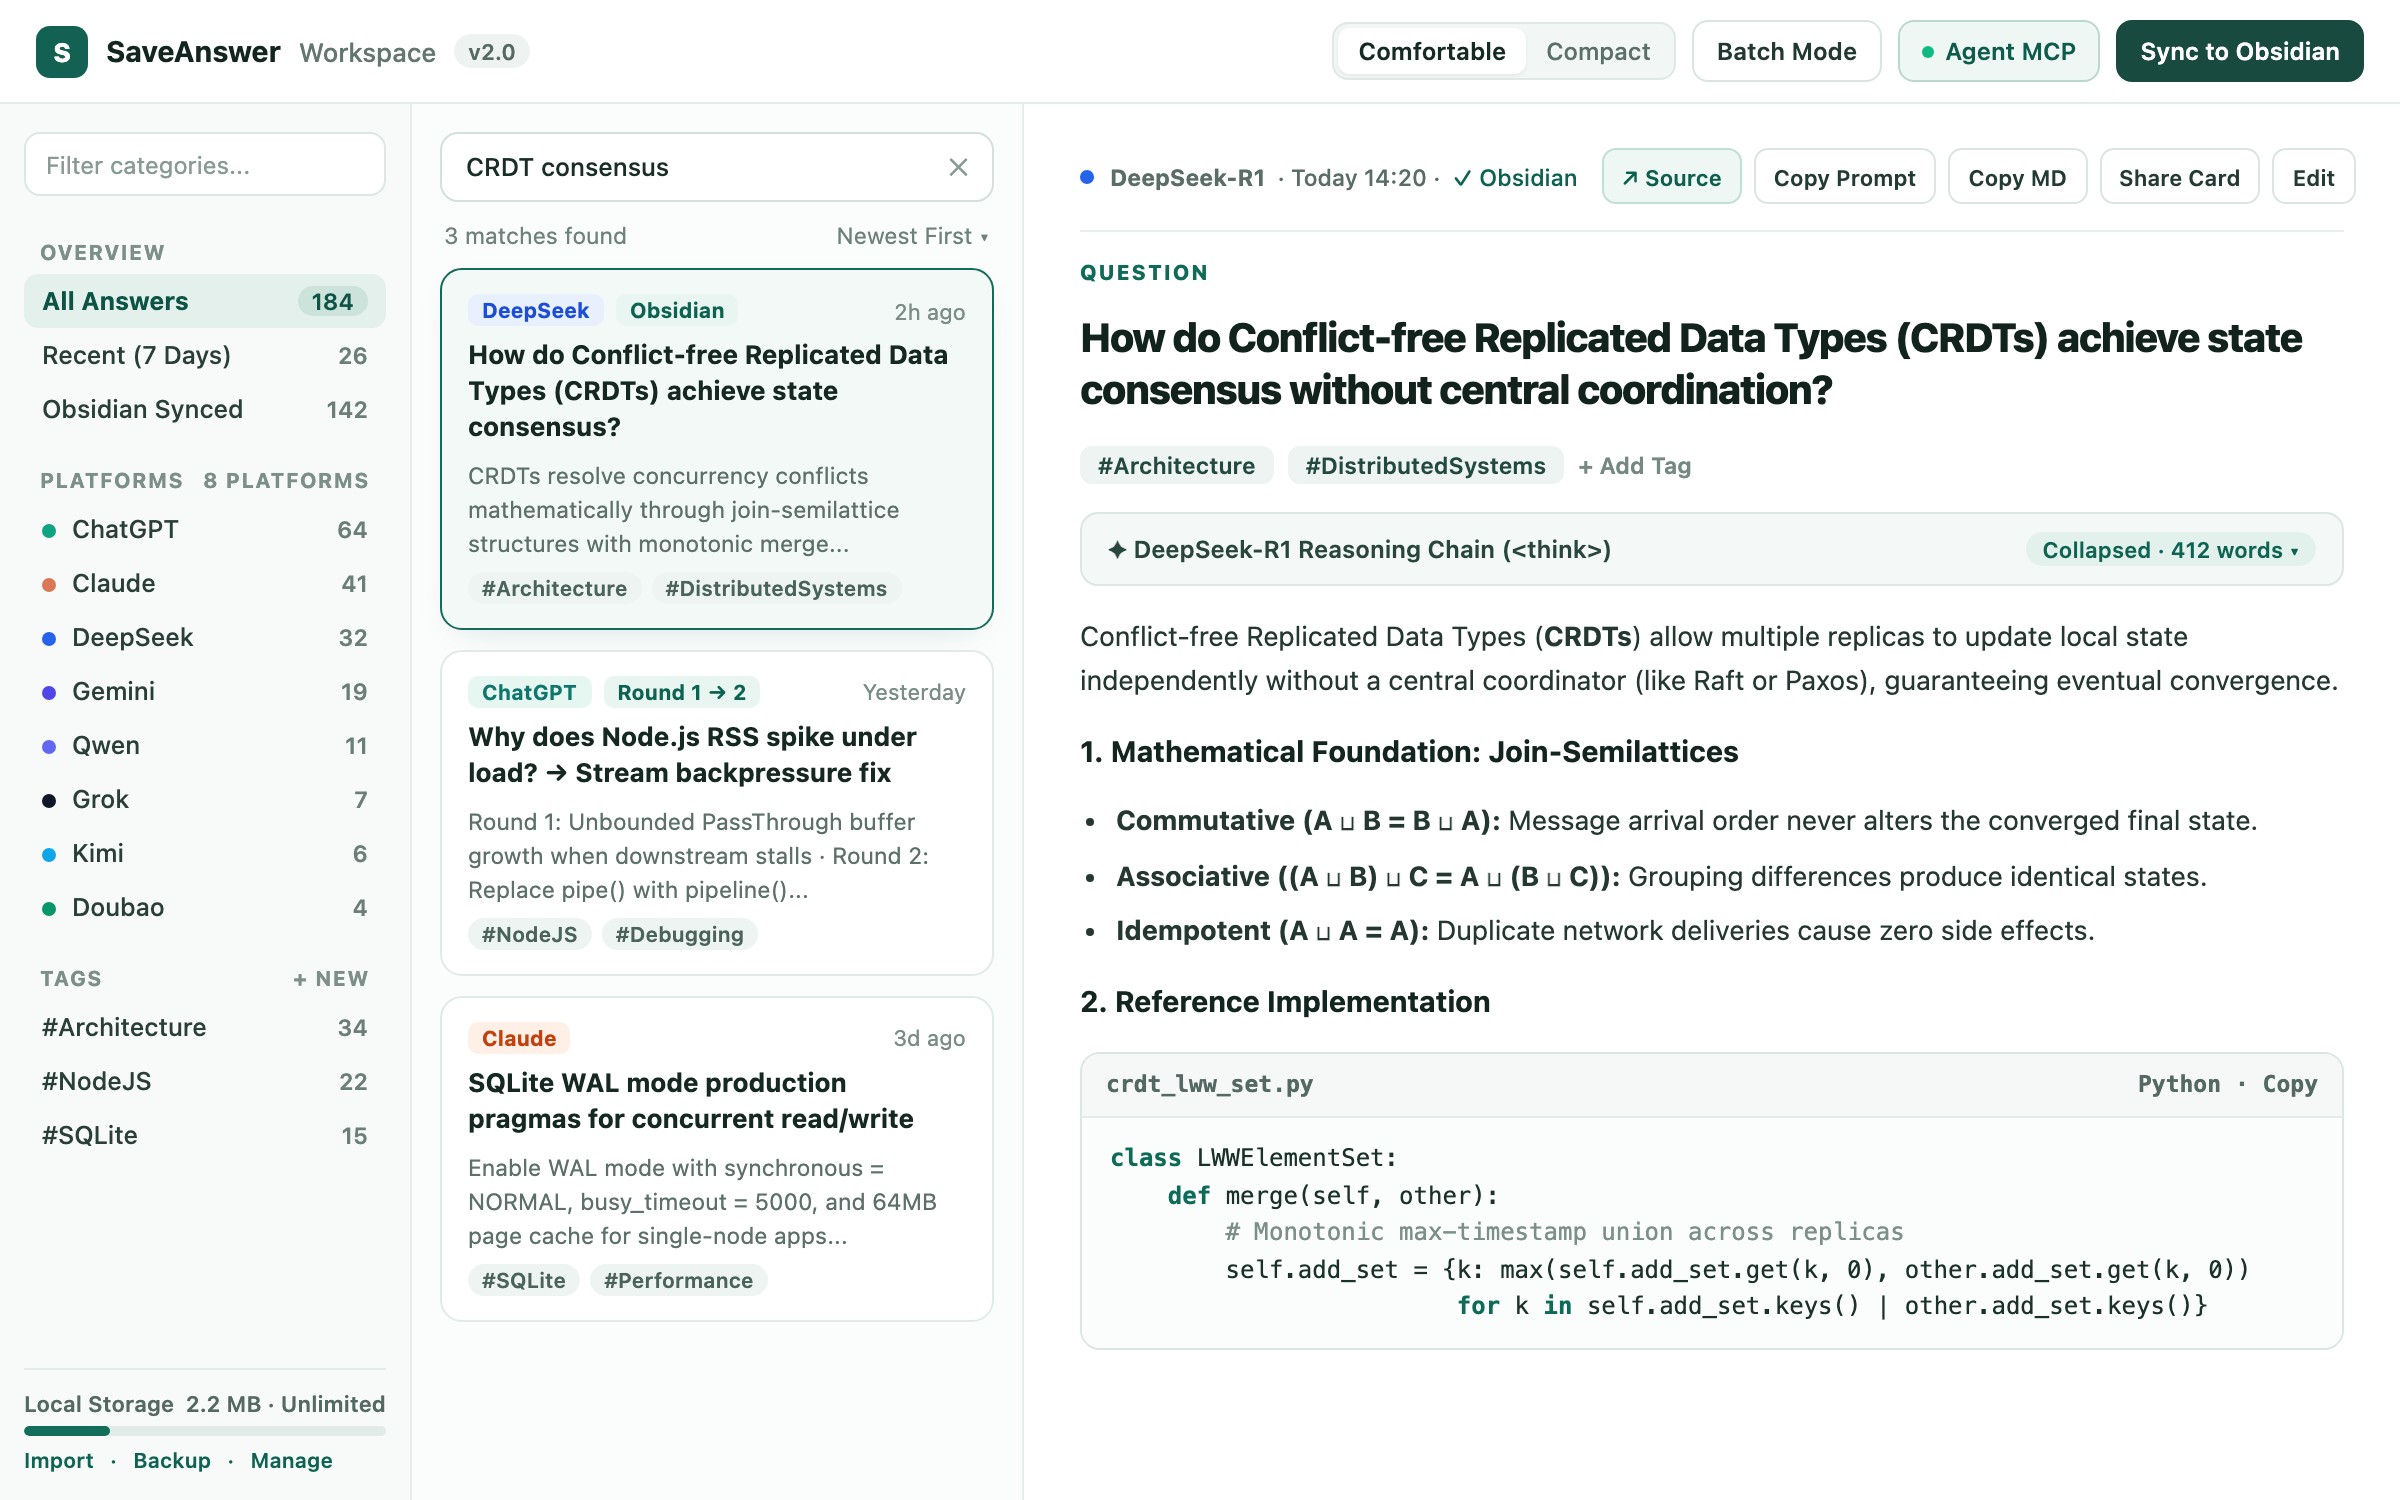 S SaveAnswer Workspace v2.0
Comfortable Compact Batch Mode Agent MCP Sync to Obsidian
Filter categories...
OVERVIEW
All Answers 184
Recent (7 Days) 26
Obsidian Synced 142
PLATFORMS 8 PLATFORMS
ChatGPT 64
Claude 41
DeepSeek 32
Gemini 19
Qwen 11
Grok 7
Kimi 6
Doubao 4
TAGS + NEW
#Architecture 34
#NodeJS 22
#SQLite 15
Local Storage 2.2 MB · Unlimited
Import · Backup · Manage
CRDT consensus ×
3 matches found Newest First ▾
DeepSeek Obsidian 2h ago
How do Conflict-free Replicated Data
Types (CRDTs) achieve state
consensus?
CRDTs resolve concurrency conflicts
mathematically through join-semilattice
structures with monotonic merge...
#Architecture #DistributedSystems
ChatGPT Round 1 → 2 Yesterday
Why does Node.js RSS spike under
load? → Stream backpressure fix
Round 1: Unbounded PassThrough buffer
growth when downstream stalls · Round 2:
Replace pipe() with pipeline()...
#NodeJS #Debugging
Claude 3d ago
SQLite WAL mode production
pragmas for concurrent read/write
Enable WAL mode with synchronous =
NORMAL, busy_timeout = 5000, and 64MB
page cache for single-node apps...
#SQLite #Performance
DeepSeek-R1 · Today 14:20 · ✓ Obsidian ↗ Source Copy Prompt Copy MD Share Card Edit
QUESTION
How do Conflict-free Replicated Data Types (CRDTs) achieve state
consensus without central coordination?
#Architecture #DistributedSystems + Add Tag
✦ DeepSeek-R1 Reasoning Chain (<think>) Collapsed · 412 words ▾
Conflict-free Replicated Data Types (CRDTs) allow multiple replicas to update local state
independently without a central coordinator (like Raft or Paxos), guaranteeing eventual convergence.
1. Mathematical Foundation: Join-Semilattices
• Commutative (A ⊔ B = B ⊔ A): Message arrival order never alters the converged final state.
• Associative ((A ⊔ B) ⊔ C = A ⊔ (B ⊔ C)): Grouping differences produce identical states.
• Idempotent (A ⊔ A = A): Duplicate network deliveries cause zero side effects.
2. Reference Implementation
crdt_lww_set.py Python · Copy
class LWWElementSet:
    def merge(self, other):
        # Monotonic max-timestamp union across replicas
        self.add_set = {k: max(self.add_set.get(k, 0), other.add_set.get(k, 0))
                        for k in self.add_set.keys() | other.add_set.keys()}